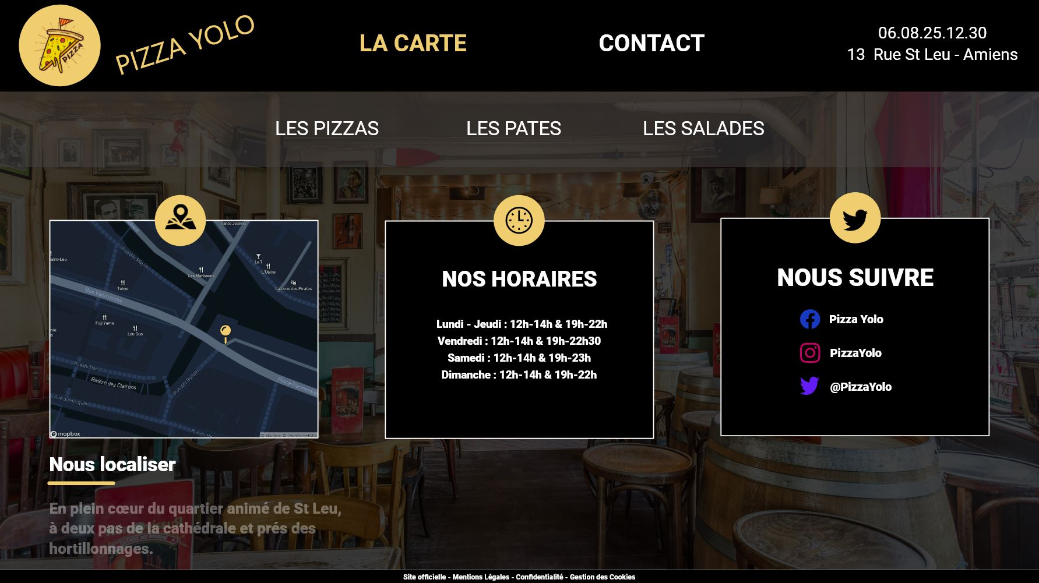 PIZZA
PIZZA YOLO
LA CARTE
CONTACT
06.08.25.12.30
13 Rue St Leu - Amiens
LES PIZZAS
LES PATES
LES SALADES
Rivière des Clairons
mapbox
Nous localiser
En plein cœur du quartier animé de St Leu,
à deux pas de la cathédrale et prés des
hortillonnages.
NOS HORAIRES
Lundi - Jeudi : 12h-14h & 19h-22h
Vendredi : 12h-14h & 19h-22h30
Samedi : 12h-14h & 19h-23h
Dimanche : 12h-14h & 19h-22h
NOUS SUIVRE
Pizza Yolo
PizzaYolo
@PizzaYolo
Site officielle - Mentions Légales - Confidentialité - Gestion des Cookies